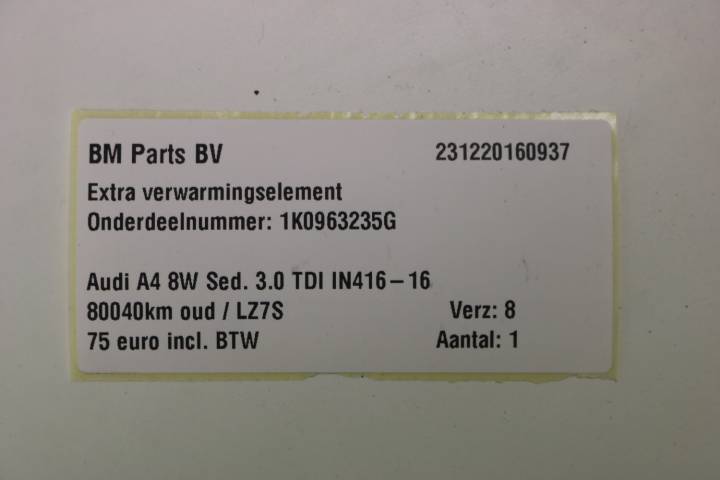 BM Parts BV 231220160937
Extra verwarmingselement
Onderdeelnummer: 1K0963235G
Audi A4 8W Sed. 3.0 TDI IN416-16
80040km oud / LZ7S Verz: 8
75 euro incl. BTW Aantal: 1